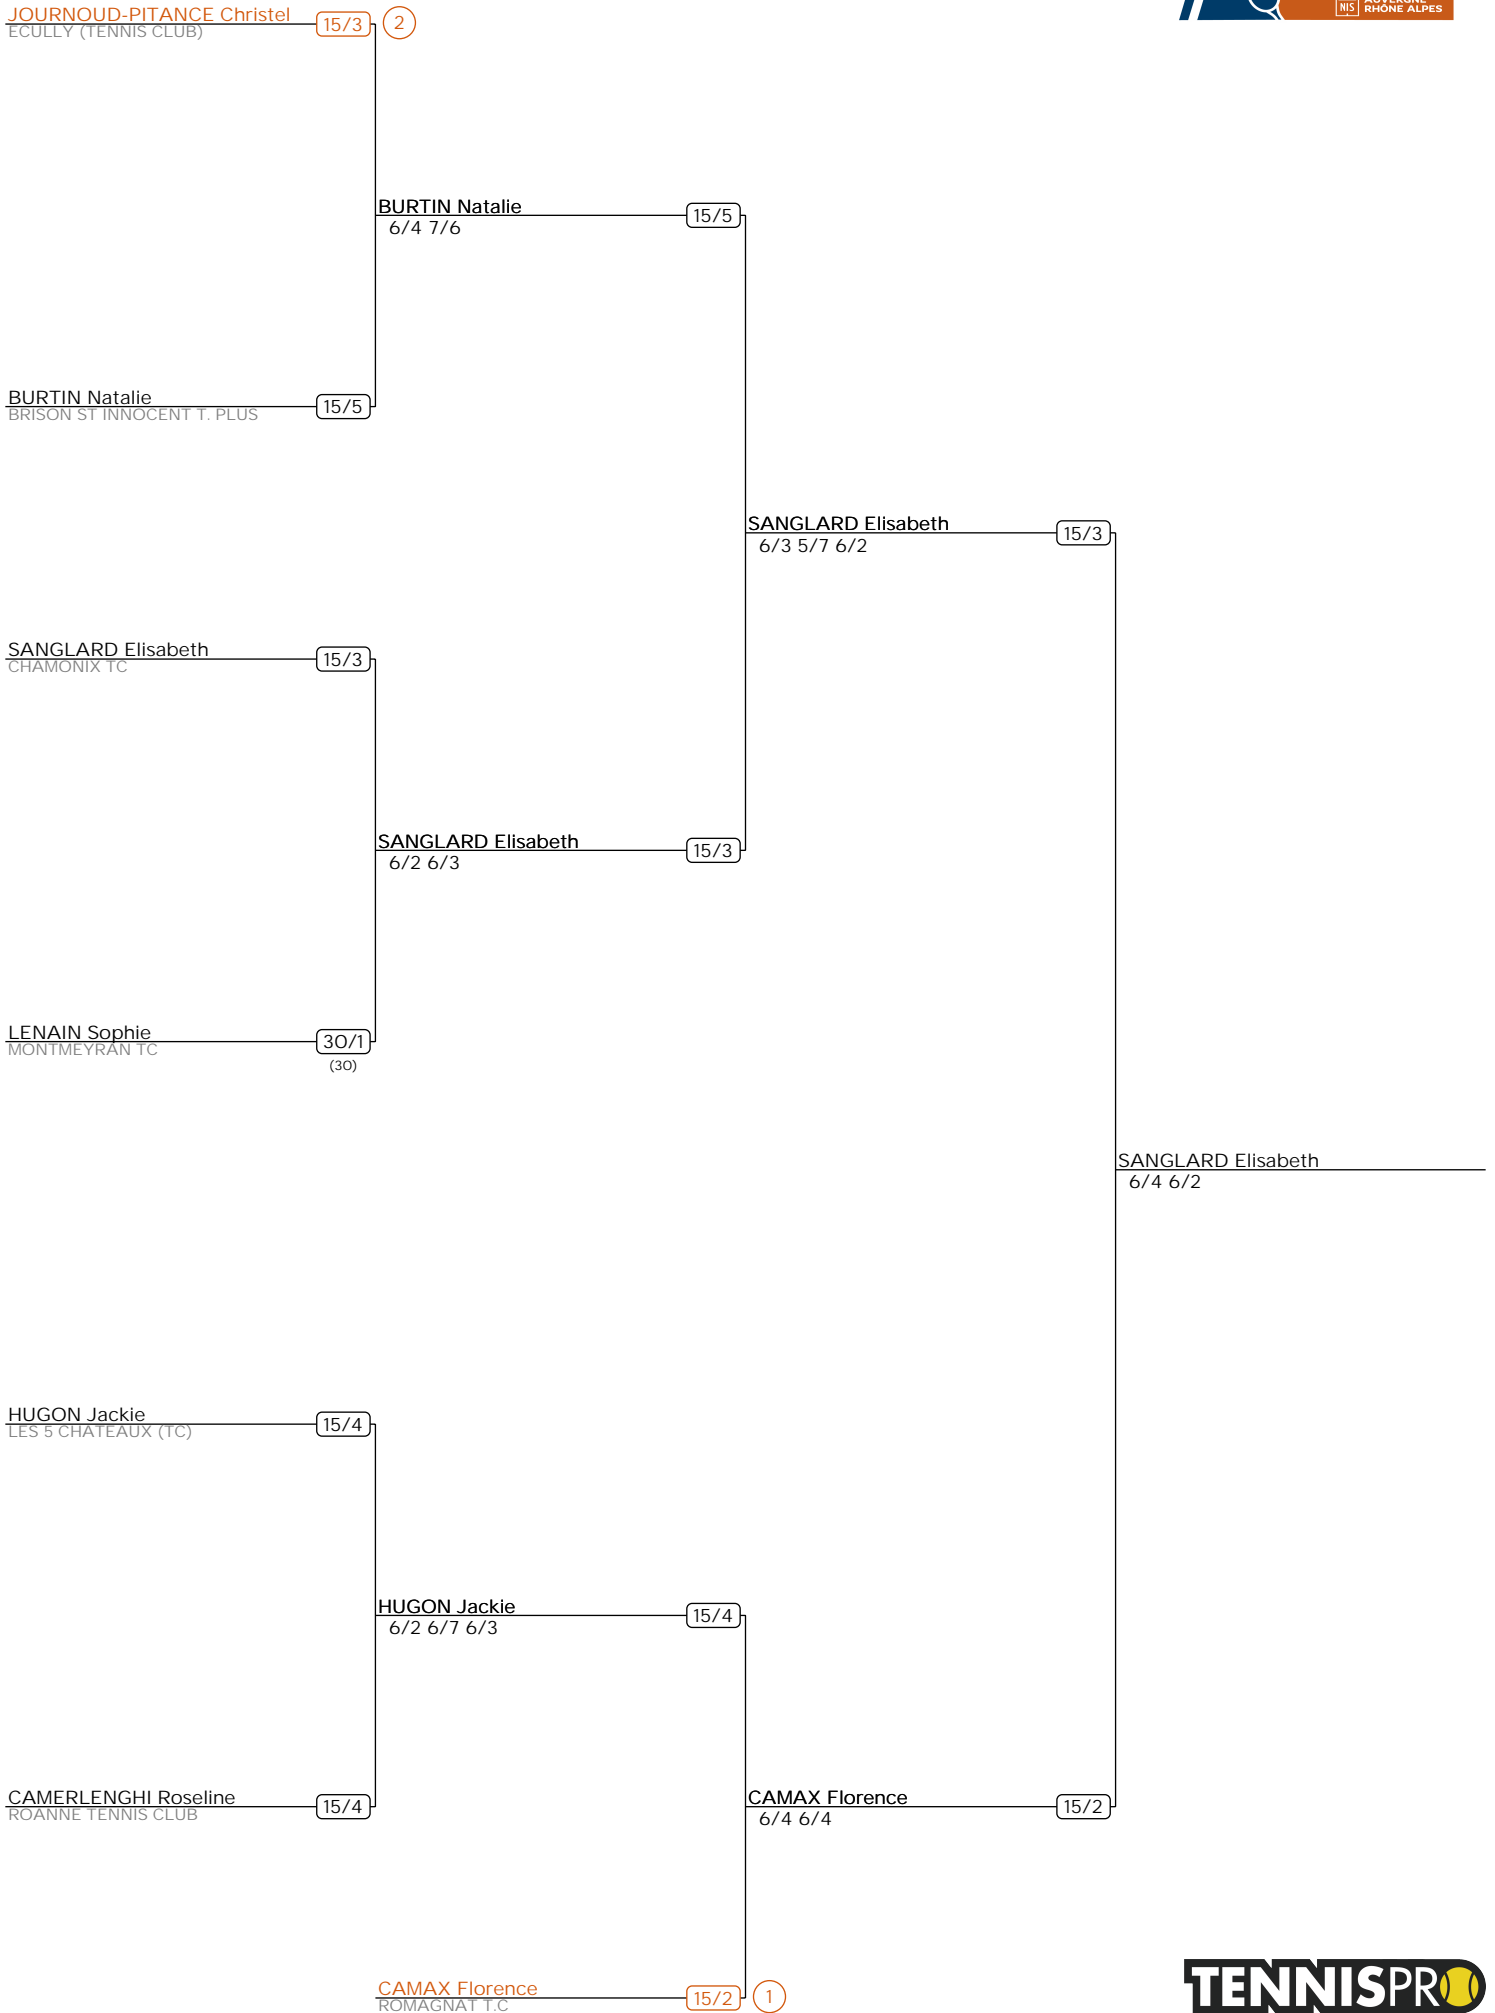 JOURNOUD-PITANCE Christel
ECULLY (TENNIS CLUB)
15/3
2
NIS
RHÔNE ALPES
BURTIN Natalie
6/4 7/6
15/5
BURTIN Natalie
BRISON ST INNOCENT T. PLUS
15/5
SANGLARD Elisabeth
6/3 5/7 6/2
15/3
SANGLARD Elisabeth
CHAMONIX TC
15/3
SANGLARD Elisabeth
6/2 6/3
15/3
LENAIN Sophie
MONTMEYRAN TC
30/1
(30)
SANGLARD Elisabeth
6/4 6/2
HUGON Jackie
LES 5 CHATEAUX (TC)
15/4
HUGON Jackie
6/2 6/7 6/3
15/4
CAMERLENGHI Roseline
ROANNE TENNIS CLUB
15/4
CAMAX Florence
6/4 6/4
15/2
CAMAX Florence
ROMAGNAT T.C
15/2
1
TENNISPRO